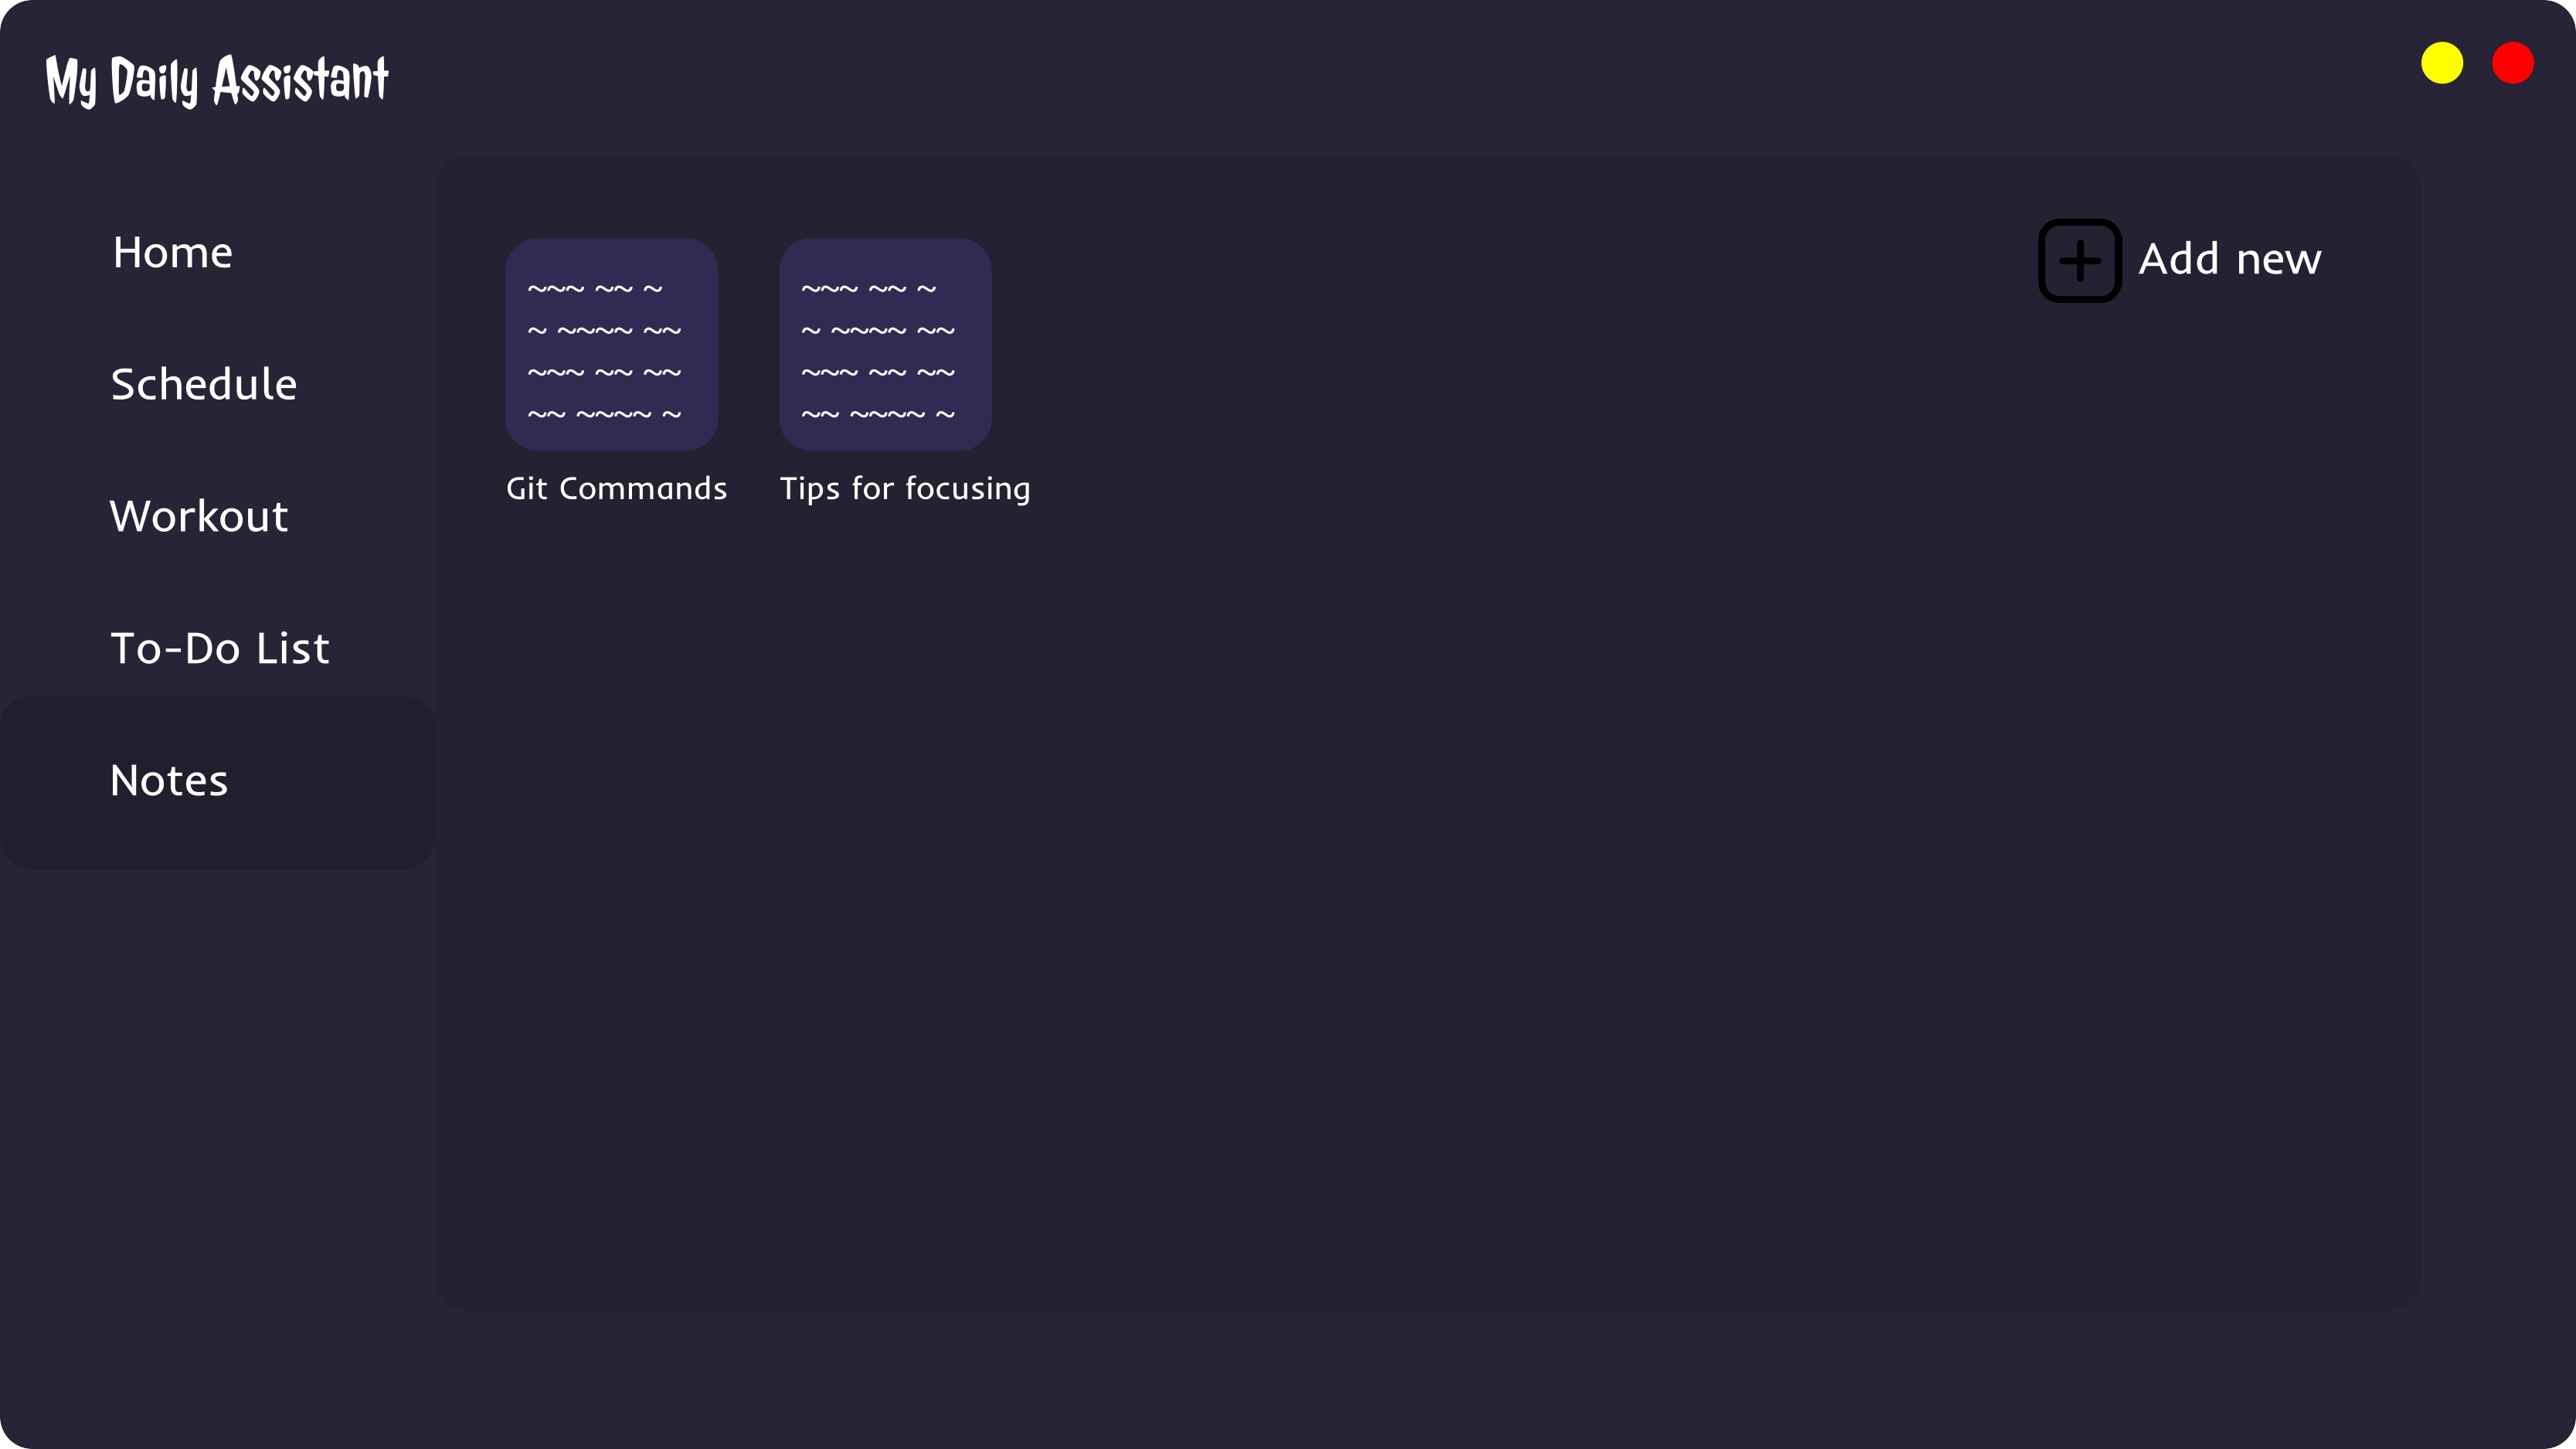 My Daily Assistant
Home
Schedule
Workout
To-Do List
Notes
Add new
~~~ ~~ ~
~ ~~~~ ~~
~~~ ~~ ~~
~~ ~~~~ ~
Git Commands
~~~ ~~ ~
~ ~~~~ ~~
~~~ ~~ ~~
~~ ~~~~ ~
Tips for focusing